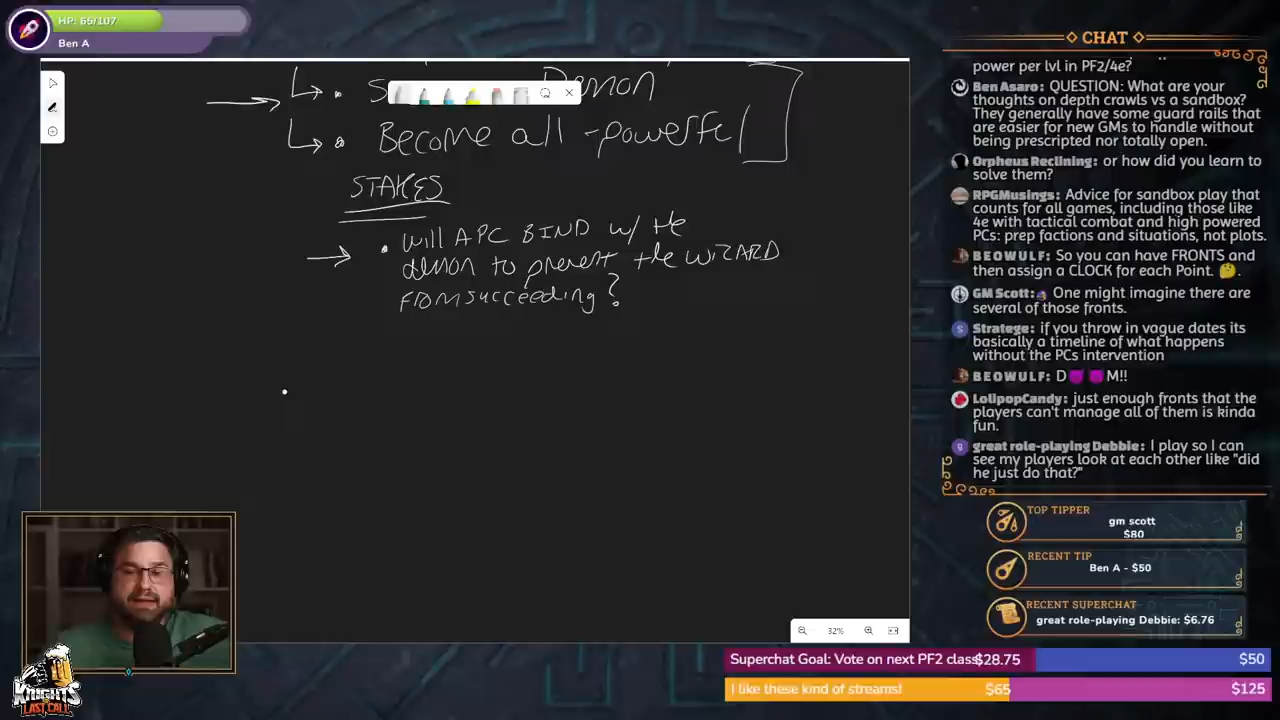 HP: 65/107
Ben A
Demon
Become all-powerful
STAKES
Will A PC BIND w/ the
demon to prevent the WIZARD
From succeeding?
32%
KNIGHTS
OF
LAST CALL
CHAT
power per lvl in PF2/4e?
Ben Asaro: QUESTION: What are your
thoughts on depth crawls vs a sandbox?
They generally have some guard rails that
are easier for new GMs to handle without
being prescripted nor totally open.
Orpheus Reclining: or how did you learn to
solve them?
RPGMusings: Advice for sandbox play that
counts for all games, including those like
4e with tactical combat and high powered
PCs: prep factions and situations, not plots.
BEOWULF: So you can have FRONTS and
then assign a CLOCK for each Point. 🤔.
GM Scott: One might imagine there are
several of those fronts.
Stratege: if you throw in vague dates its
basically a timeline of what happens
without the PCs intervention
BEOWULF: D😈😈M!!
LolipopCandy: just enough fronts that the
players can't manage all of them is kinda
fun.
great role-playing Debbie: I play so I can
see my players look at each other like "did
he just do that?"
TOP TIPPER
gm scott
$80
RECENT TIP
Ben A - $50
RECENT SUPERCHAT
great role-playing Debbie: $6.76
Superchat Goal: Vote on next PF2 class $28.75 $50
I like these kind of streams! $65 $125